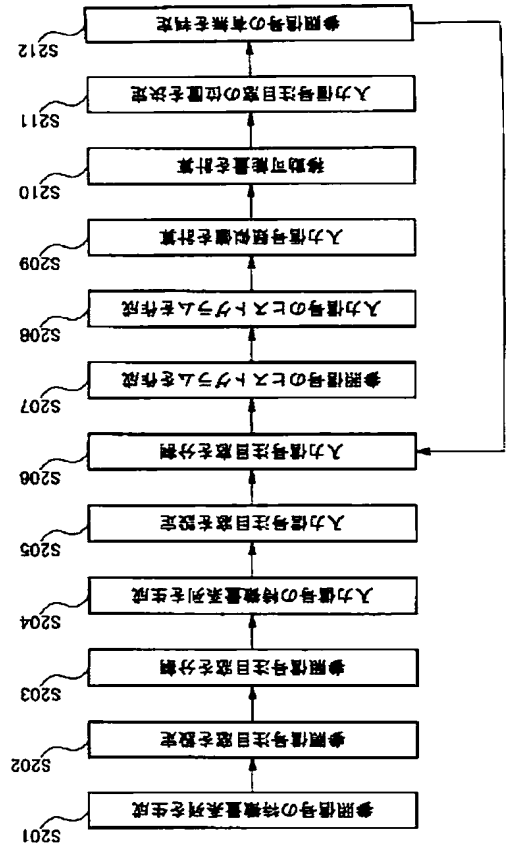 S201
参照信号の特徴量系列を生成
S202
参照信号注目窓を設定
S203
参照信号注目窓を分割
S204
入力信号の特徴量系列を生成
S205
入力信号注目窓を設定
S206
入力信号注目窓を分割
S207
参照信号のヒストグラムを作成
S208
入力信号のヒストグラムを作成
S209
入力信号類似値を計算
S210
移動可能量を計算
S211
入力信号注目窓の位置を決定
S212
参照信号の有無を判定